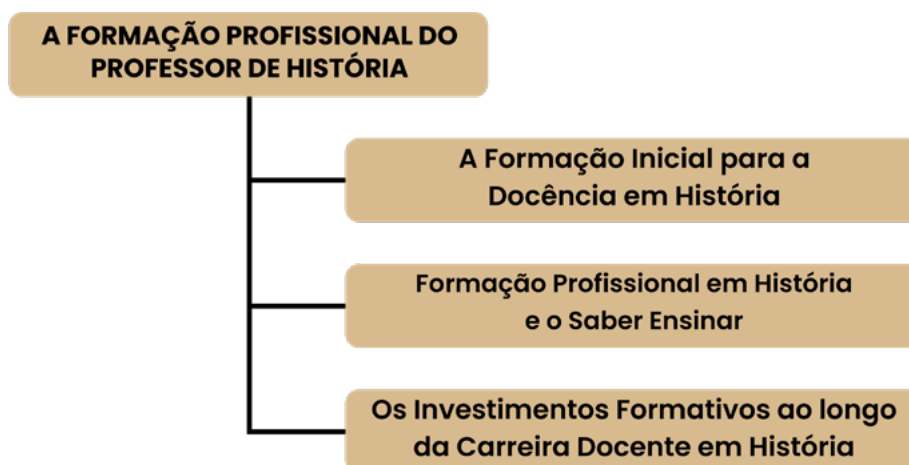 A FORMAÇÃO PROFISSIONAL DO
PROFESSOR DE HISTÓRIA
A Formação Inicial para a
Docência em História
Formação Profissional em História
e o Saber Ensinar
Os Investimentos Formativos ao longo
da Carreira Docente em História